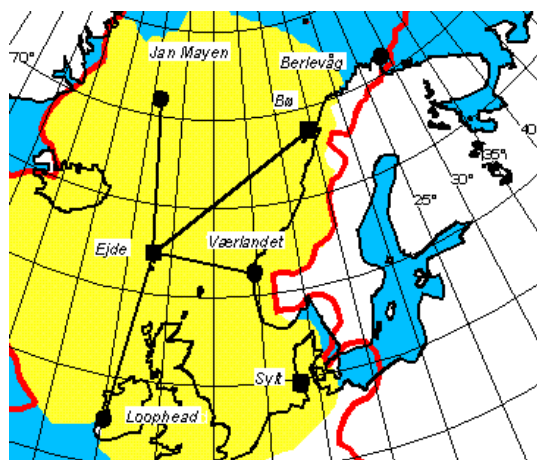 Jan Mayen
70°
Berlevåg
Bø
40
35°
30°
25°
Værlandet
Ejde
Sylt
Loophead